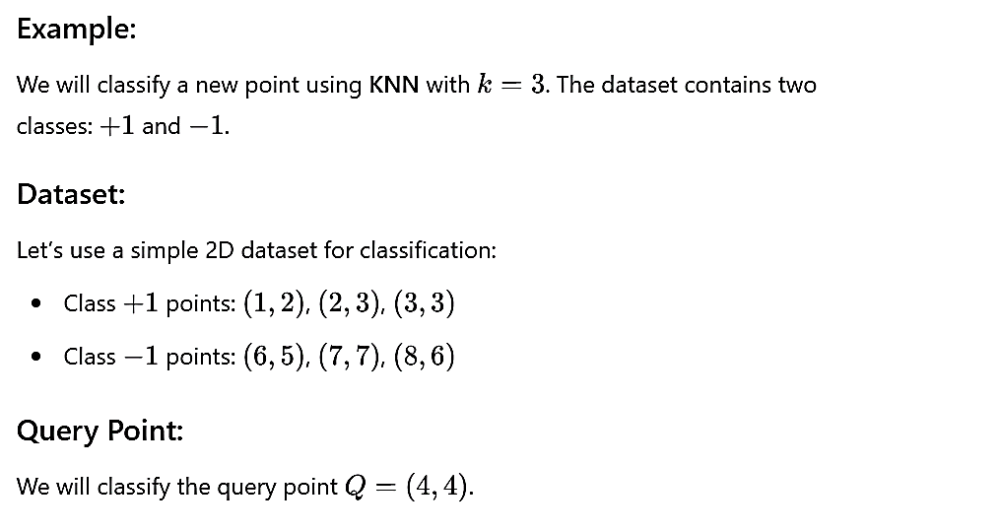 Example:
We will classify a new point using KNN with k = 3. The dataset contains two
classes: +1 and −1.
Dataset:
Let's use a simple 2D dataset for classification:
• Class +1 points: (1, 2), (2, 3), (3, 3)
• Class −1 points: (6, 5), (7, 7), (8, 6)
Query Point:
We will classify the query point Q = (4, 4).